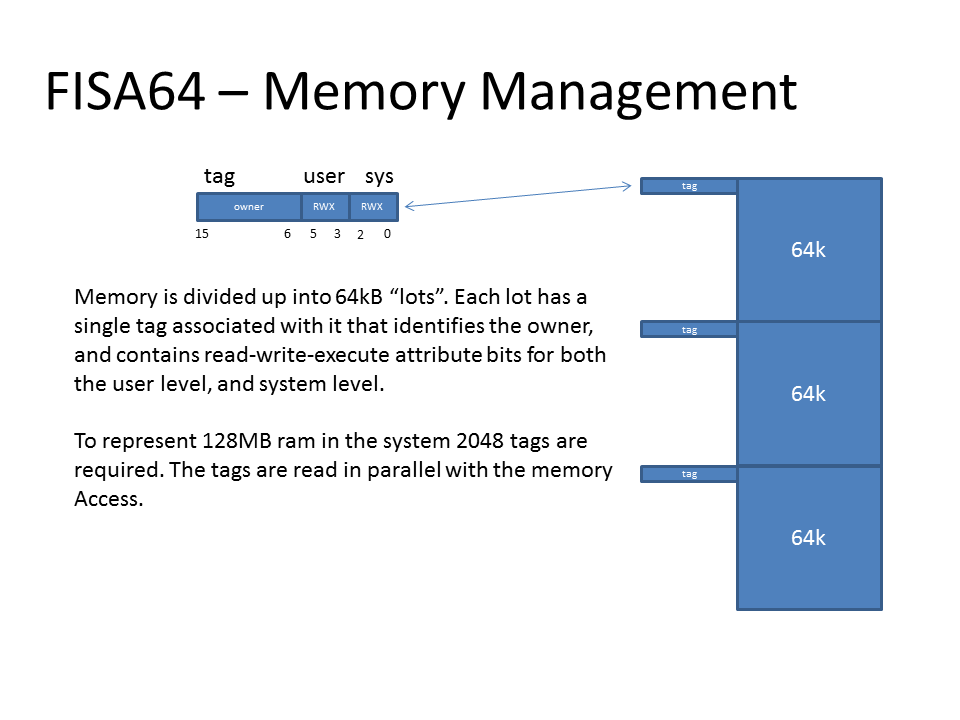 FISA64 – Memory Management
tag user sys
owner RWX RWX
15 6 5 3 2 0
Memory is divided up into 64kB “lots”. Each lot has a
single tag associated with it that identifies the owner,
and contains read-write-execute attribute bits for both
the user level, and system level.
To represent 128MB ram in the system 2048 tags are
required. The tags are read in parallel with the memory
Access.
tag
64k
tag
64k
tag
64k